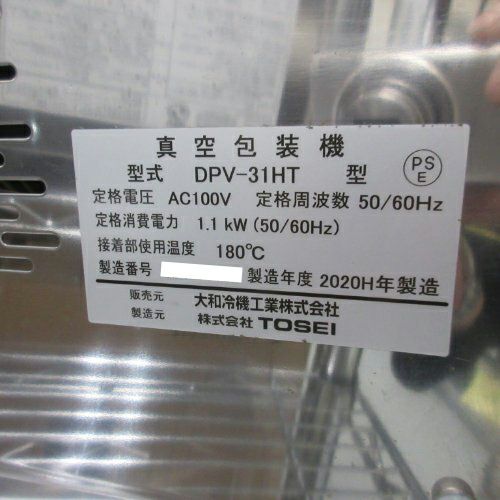 真空包装機
型式 DPV-31HT 型 PS E
定格電圧 AC100V 定格周波数 50/60Hz
定格消費電力 1.1 kW (50/60Hz)
接着部使用温度 180℃
製造番号 製造年度 2020H年製造
販売元 大和冷機工業株式会社
製造元 株式会社 TOSEI